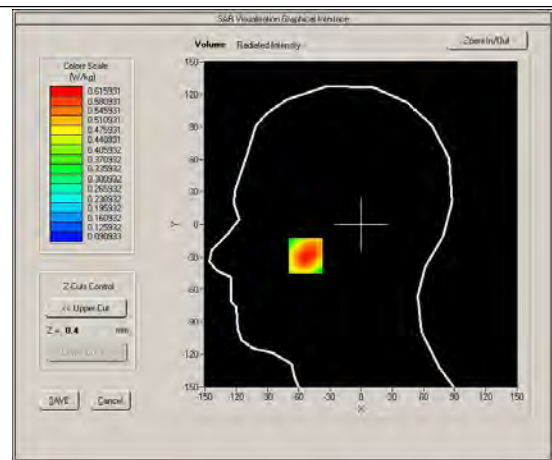 SAR Visualisation Graphical Interface
Volume Radiated Intensity
Zoom In/Out
Colors Scale
(W/kg)
0.615931
0.580931
0.545931
0.510931
0.475931
0.440931
0.405932
0.370932
0.335932
0.300932
0.265932
0.230932
0.195932
0.160932
0.125932
0.090933
Z-Cuts Control
<< Upper Cut
Z = 0.4 mm
SAVE
Cancel
Y
150
120
90
60
30
0
-30
-60
-90
-120
-150
-150 -120 -90 -60 -30 0 30 60 90 120 150
X